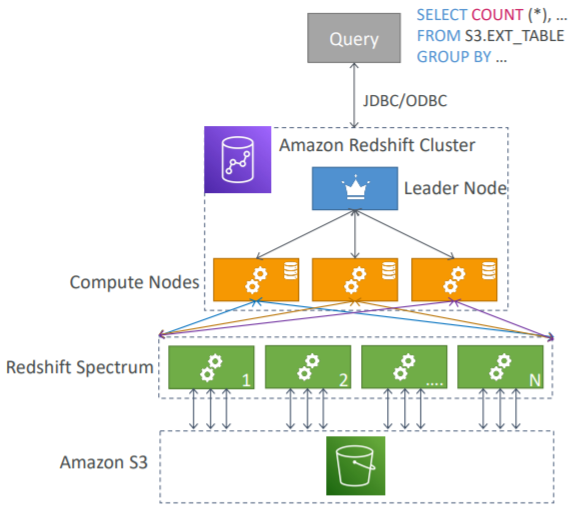 Query
SELECT COUNT (*), ...
FROM S3.EXT_TABLE
GROUP BY ...
JDBC/ODBC
Amazon Redshift Cluster
Leader Node
Compute Nodes
Redshift Spectrum
1
2
....
N
Amazon S3